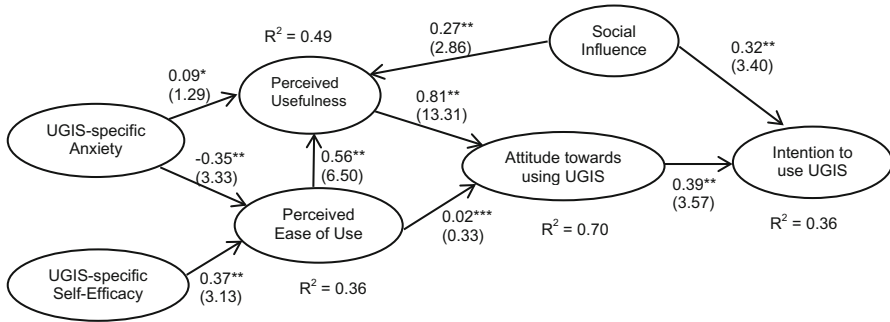 R² = 0.49
0.27**
(2.86)
Social
Influence
0.32**
(3.40)
0.09*
(1.29)
Perceived
Usefulness
0.81**
(13.31)
UGIS-specific
Anxiety
-0.35**
(3.33)
0.56**
(6.50)
Attitude towards
using UGIS
0.39**
(3.57)
Intention to
use UGIS
Perceived
Ease of Use
0.02***
(0.33)
R² = 0.70
R² = 0.36
UGIS-specific
Self-Efficacy
0.37**
(3.13)
R² = 0.36